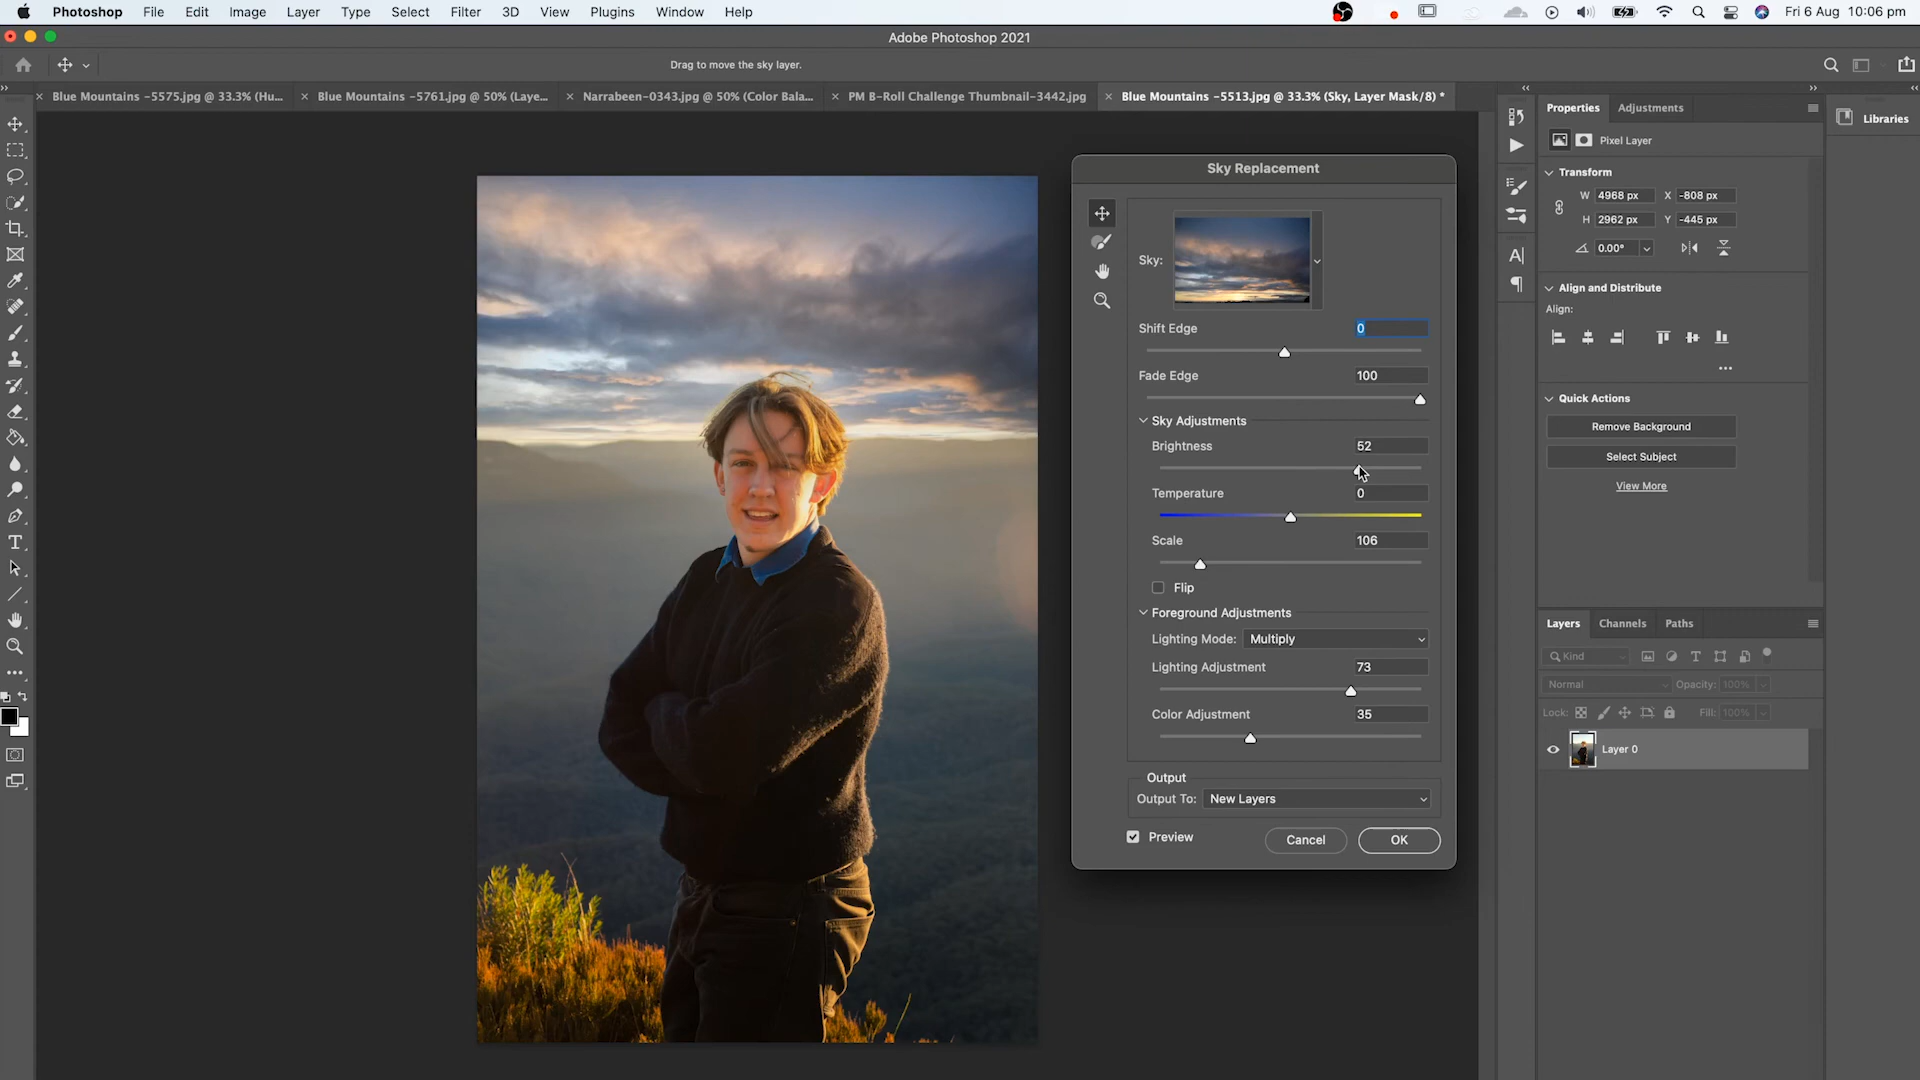 Photoshop File Edit Image Layer Type Select Filter 3D View Plugins Window Help Fri 6 Aug 10:06 pm
Adobe Photoshop 2021
Drag to move the sky layer.
Blue Mountains -5575.jpg @ 33.3% (Hu... Blue Mountains -5761.jpg @ 50% (Laye... Narrabeen-0343.jpg @ 50% (Color Bala... PM B-Roll Challenge Thumbnail-3442.jpg Blue Mountains -5513.jpg @ 33.3% (Sky, Layer Mask/8) *
Sky Replacement
Sky:
Shift Edge 0
Fade Edge 100
Sky Adjustments
Brightness 52
Temperature 0
Scale 106
Flip
Foreground Adjustments
Lighting Mode: Multiply
Lighting Adjustment 73
Color Adjustment 35
Output
Output To: New Layers
Preview
Cancel OK
Properties Adjustments
Pixel Layer
Transform
W 4968 px X -808 px
H 2962 px Y -445 px
0.00°
Align and Distribute
Align:
Quick Actions
Remove Background
Select Subject
View More
Layers Channels Paths
Kind
Normal Opacity: 100%
Lock: Fill: 100%
Layer 0
Libraries